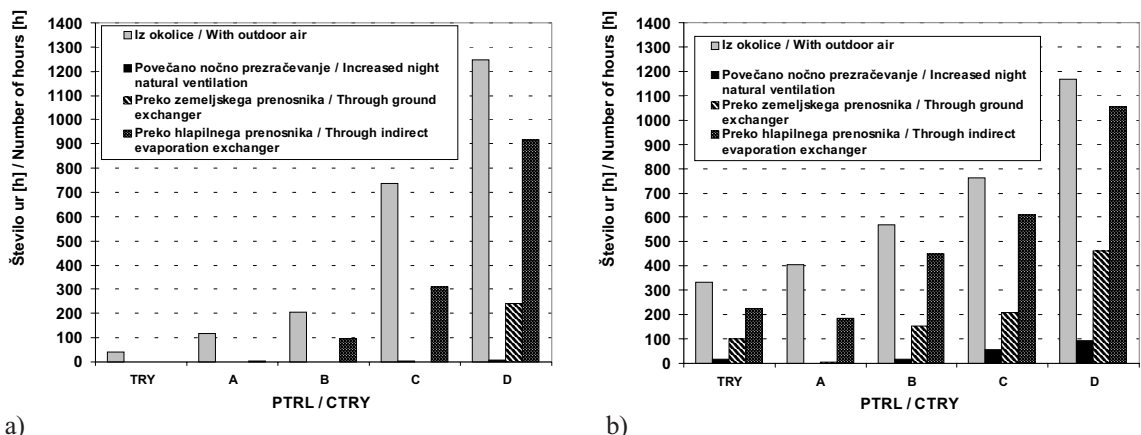 Število ur [h] / Number of hours [h]
1400
1300
1200
1100
1000
900
800
700
600
500
400
300
200
100
0
Iz okolice / With outdoor air
Povečano nočno prezračevanje / Increased night
natural ventilation
Preko zemeljskega prenosnika / Through ground
exchanger
Preko hlapilnega prenosnika / Through indirect
evaporation exchanger
TRY A B C D
PTRL / CTRY
a)
Število ur [h] / Number of hours [h]
1400
1300
1200
1100
1000
900
800
700
600
500
400
300
200
100
0
Iz okolice / With outdoor air
Povečano nočno prezračevanje / Increased night
natural ventilation
Preko zemeljskega prenosnika / Through ground
exchanger
Preko hlapilnega prenosnika / Through indirect
evaporation exchanger
TRY A B C D
PTRL / CTRY
b)